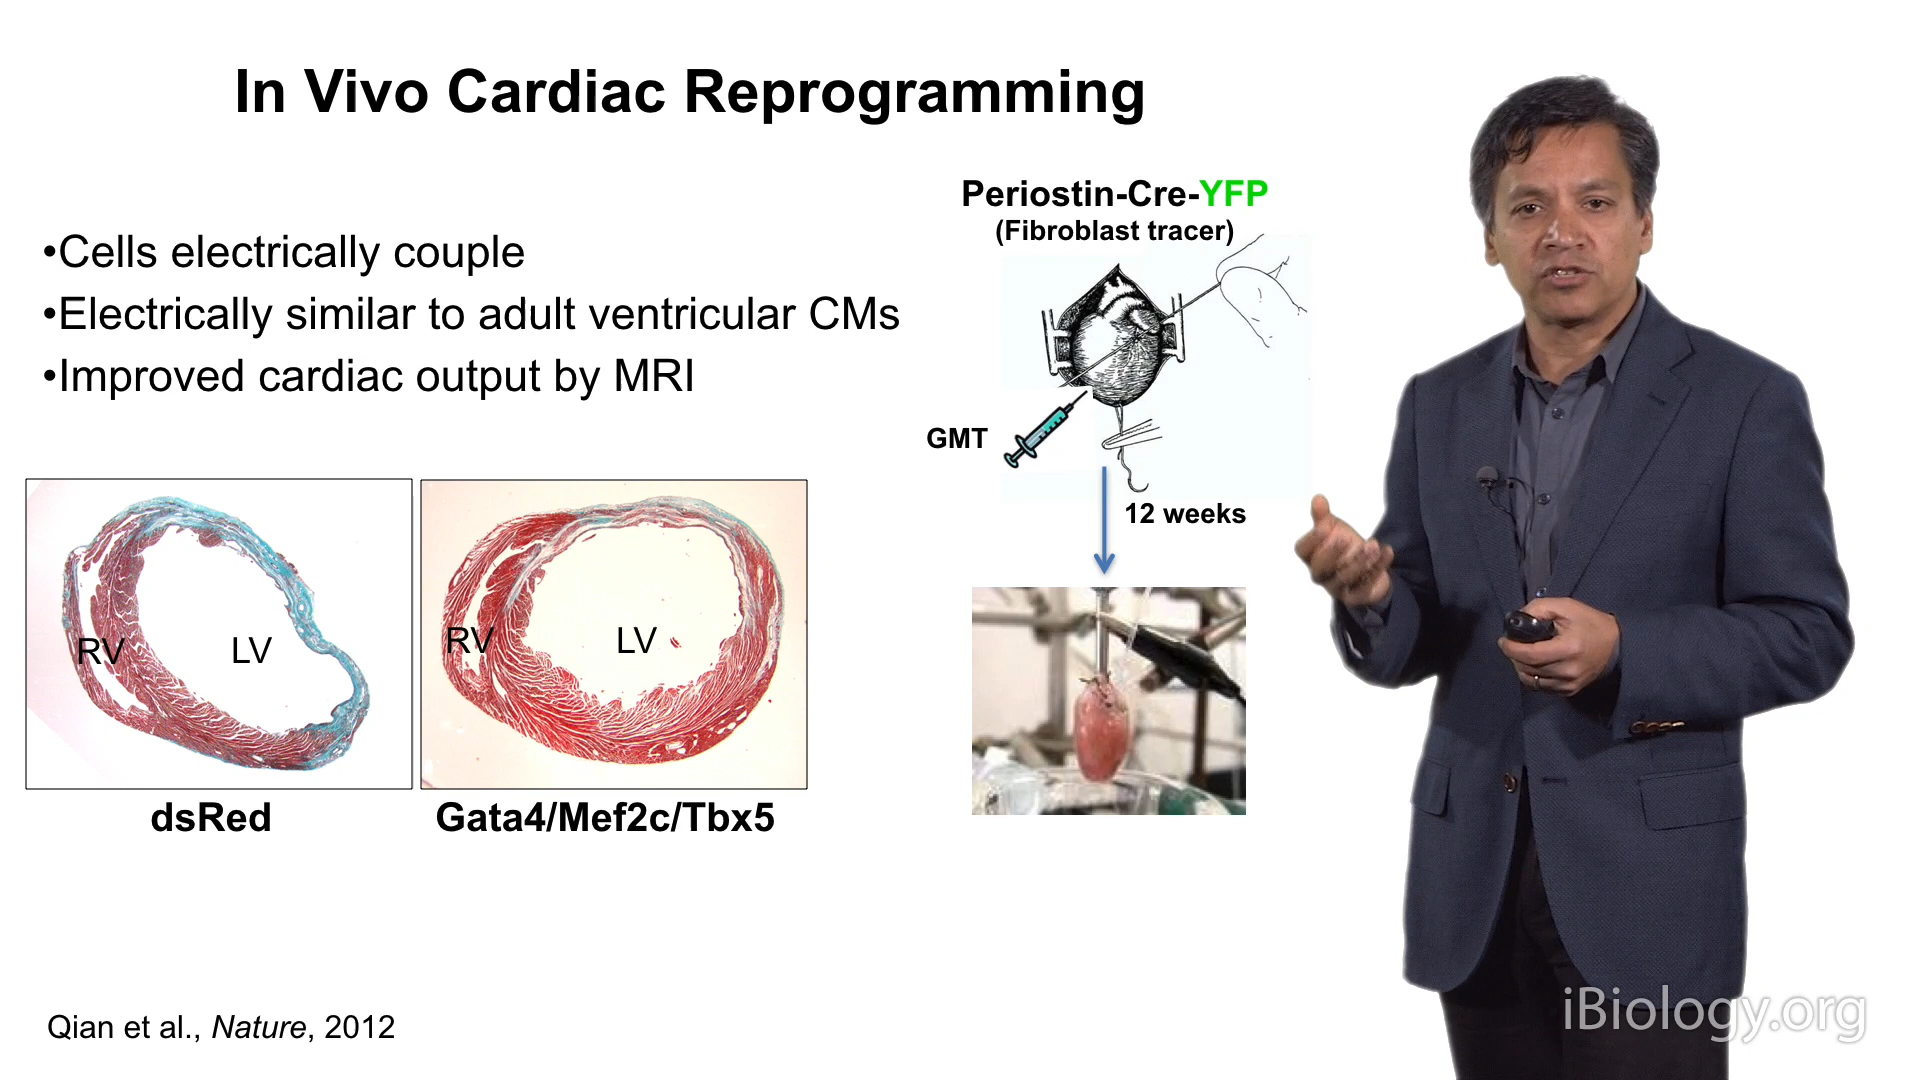 In Vivo Cardiac Reprogramming
•Cells electrically couple
•Electrically similar to adult ventricular CMs
•Improved cardiac output by MRI
Periostin-Cre-YFP
(Fibroblast tracer)
GMT
12 weeks
RV
LV
RV
LV
dsRed
Gata4/Mef2c/Tbx5
Qian et al., Nature, 2012
iBiology.org